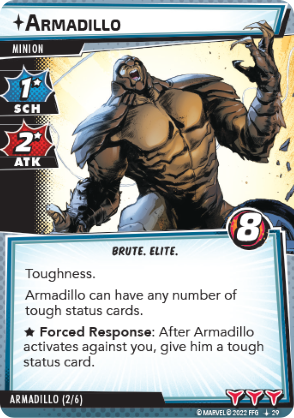 ARMADILLO
MINION
1
SCH
2
ATK
8
BRUTE. ELITE.
Toughness.
Armadillo can have any number of
tough status cards.
★ Forced Response: After Armadillo
activates against you, give him a tough
status card.
ARMADILLO (2/6)
© MARVEL © 2022 FFG 29